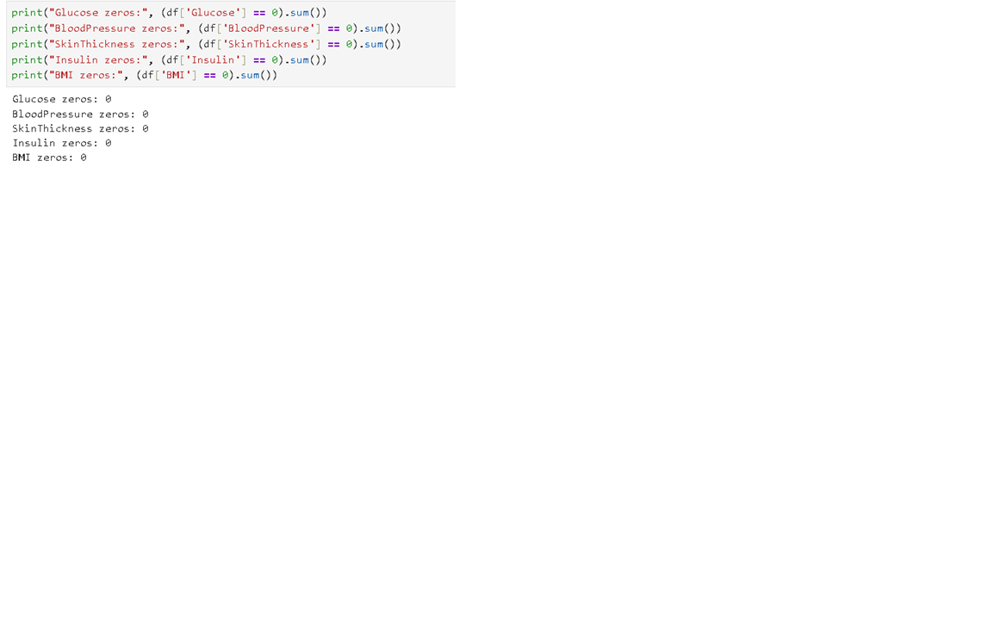 print("Glucose zeros:", (df['Glucose'] == 0).sum())
print("BloodPressure zeros:", (df['BloodPressure'] == 0).sum())
print("SkinThickness zeros:", (df['SkinThickness'] == 0).sum())
print("Insulin zeros:", (df['Insulin'] == 0).sum())
print("BMI zeros:", (df['BMI'] == 0).sum())
Glucose zeros: 0
BloodPressure zeros: 0
SkinThickness zeros: 0
Insulin zeros: 0
BMI zeros: 0